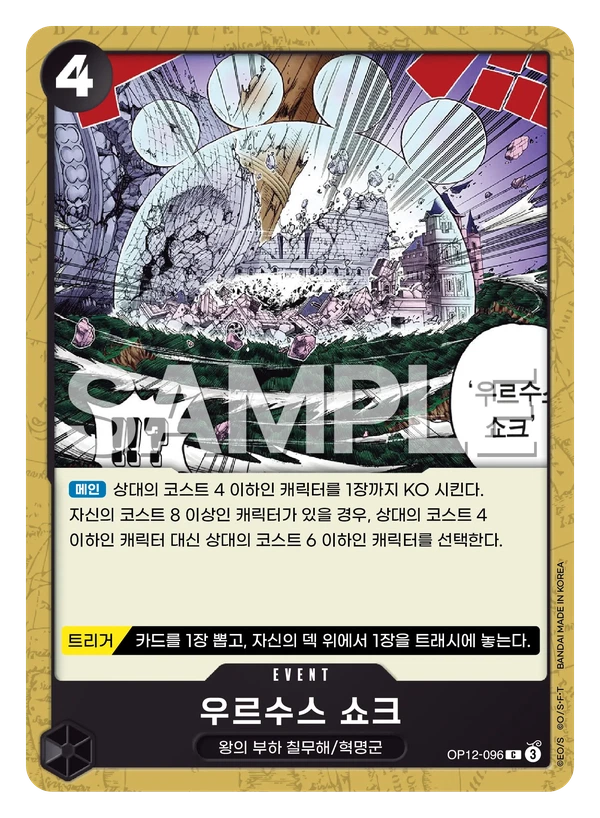 4
'우르수스
쇼크'
!!?
SAMPLE
메인 상대의 코스트 4 이하인 캐릭터를 1장까지 KO 시킨다.
자신의 코스트 8 이상인 캐릭터가 있을 경우, 상대의 코스트 4
이하인 캐릭터 대신 상대의 코스트 6 이하인 캐릭터를 선택한다.
트리거 카드를 1장 뽑고, 자신의 덱 위에서 1장을 트래시에 놓는다.
EVENT
우르수스 쇼크
왕의 부하 칠무해/혁명군
OP12-096 C 3
©EO/S ©O/S·F·T BANDAI MADE IN KOREA